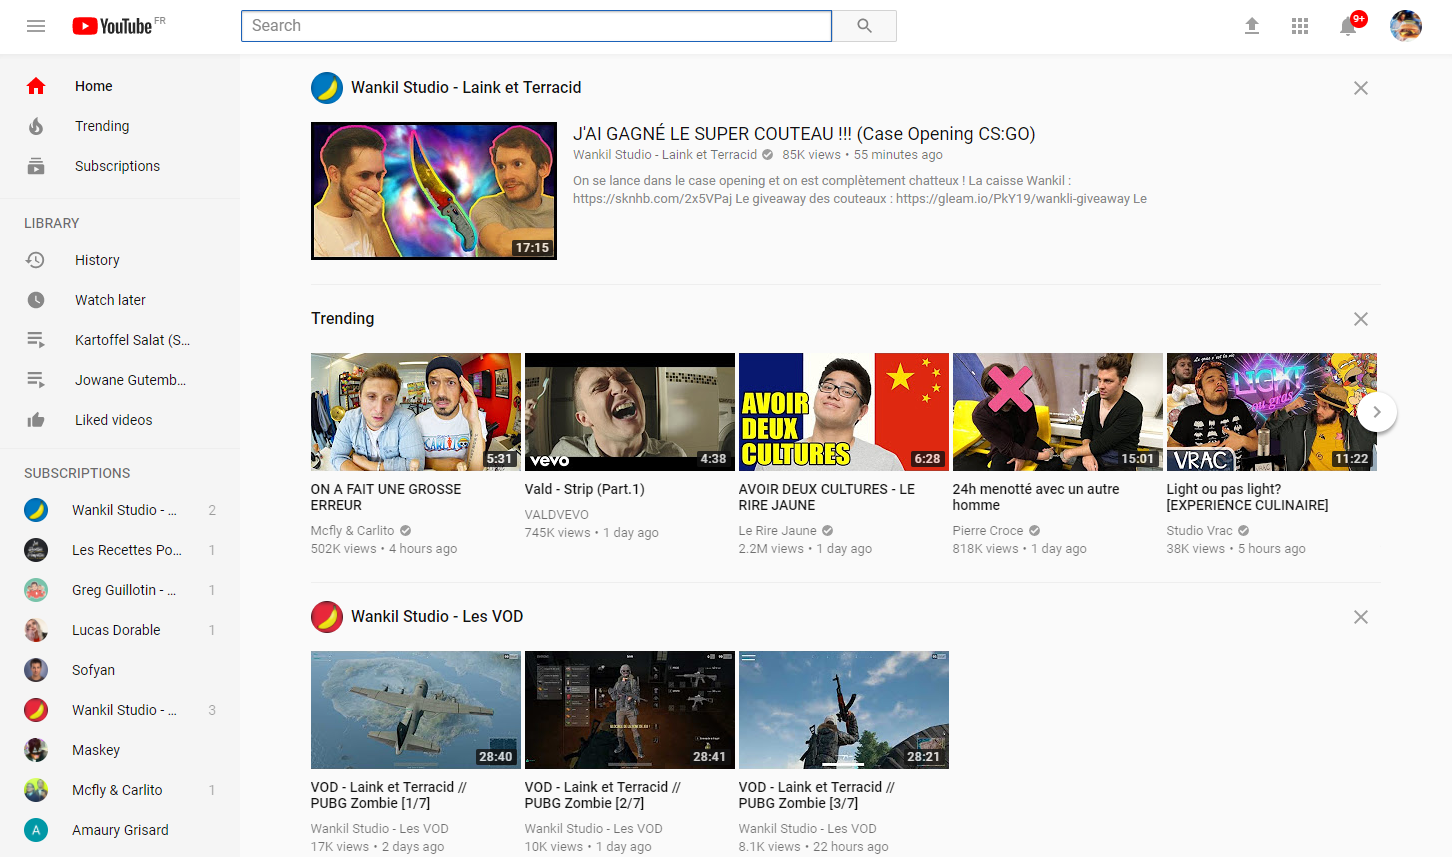 YouTube FR
Search
9+
Home
Trending
Subscriptions
LIBRARY
History
Watch later
Kartoffel Salat (S...
Jowane Gutemb...
Liked videos
SUBSCRIPTIONS
Wankil Studio - ... 2
Les Recettes Po... 1
Greg Guillotin - ... 1
Lucas Dorable 1
Sofyan
Wankil Studio - ... 3
Maskey
Mcfly & Carlito 1
A Amaury Grisard
Wankil Studio - Laink et Terracid
17:15
J'AI GAGNÉ LE SUPER COUTEAU !!! (Case Opening CS:GO)
Wankil Studio - Laink et Terracid 85K views • 55 minutes ago
On se lance dans le case opening et on est complètement chatteux ! La caisse Wankil :
https://sknhb.com/2x5VPaj Le giveaway des couteaux : https://gleam.io/PkY19/wankli-giveaway Le
Trending
5:31
ON A FAIT UNE GROSSE
ERREUR
Mcfly & Carlito
502K views • 4 hours ago
vevo
4:38
Vald - Strip (Part.1)
VALDVEVO
745K views • 1 day ago
AVOIR
DEUX
CULTURES
6:28
AVOIR DEUX CULTURES - LE
RIRE JAUNE
Le Rire Jaune
2.2M views • 1 day ago
15:01
24h menotté avec un autre
homme
Pierre Croce
818K views • 1 day ago
Le gras c'est la vie
LIGHT
ou gras
VRAC
11:22
Light ou pas light?
[EXPERIENCE CULINAIRE]
Studio Vrac
38K views • 5 hours ago
Wankil Studio - Les VOD
28:40
VOD - Laink et Terracid //
PUBG Zombie [1/7]
Wankil Studio - Les VOD
17K views • 2 days ago
28:41
VOD - Laink et Terracid //
PUBG Zombie [2/7]
Wankil Studio - Les VOD
10K views • 1 day ago
28:21
VOD - Laink et Terracid //
PUBG Zombie [3/7]
Wankil Studio - Les VOD
8.1K views • 22 hours ago